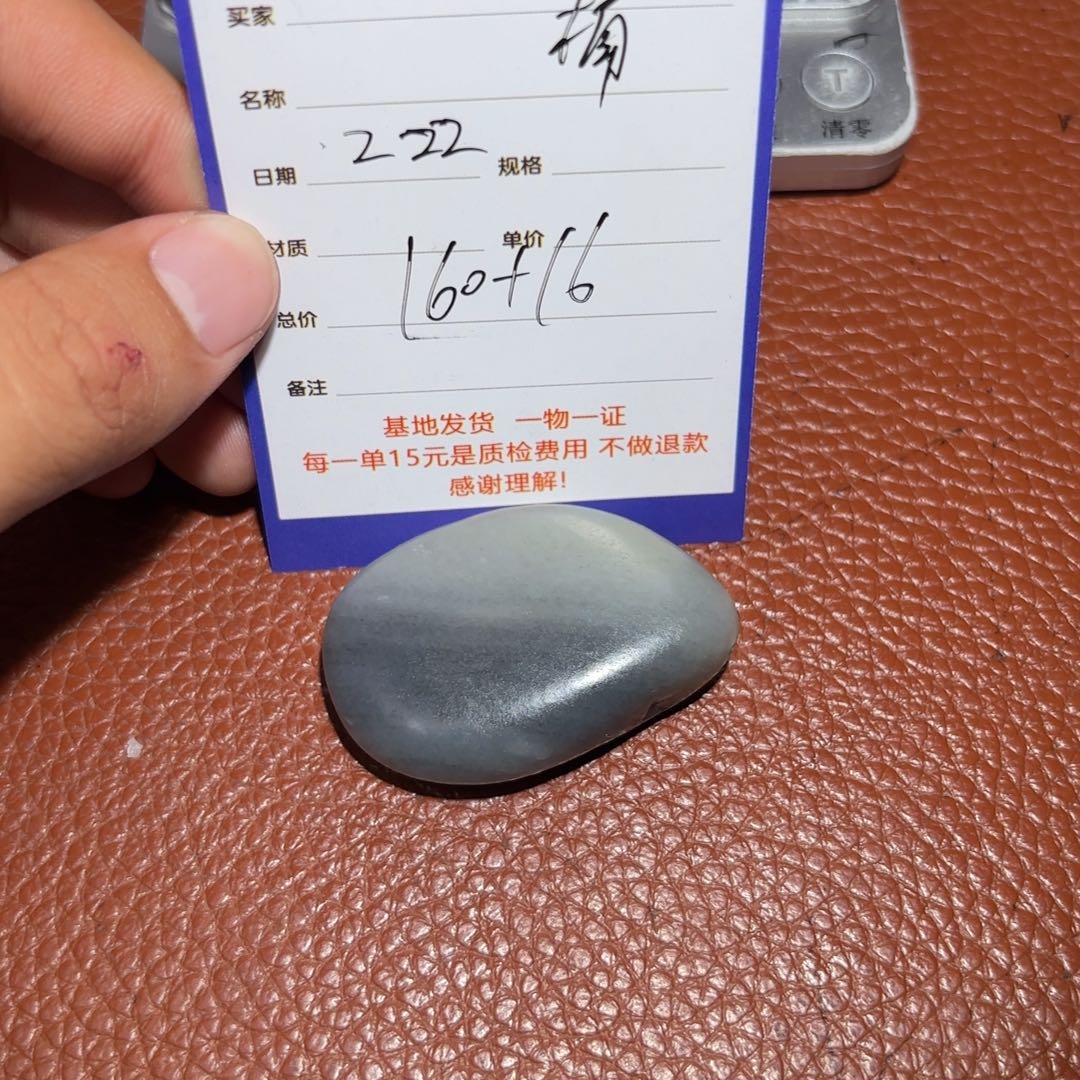 买家
名称
日期 2-22 规格
材质 单价
总价 160+16
备注
基地发货 一物一证
每一单15元是质检费用 不做退款
感谢理解!
T
清零